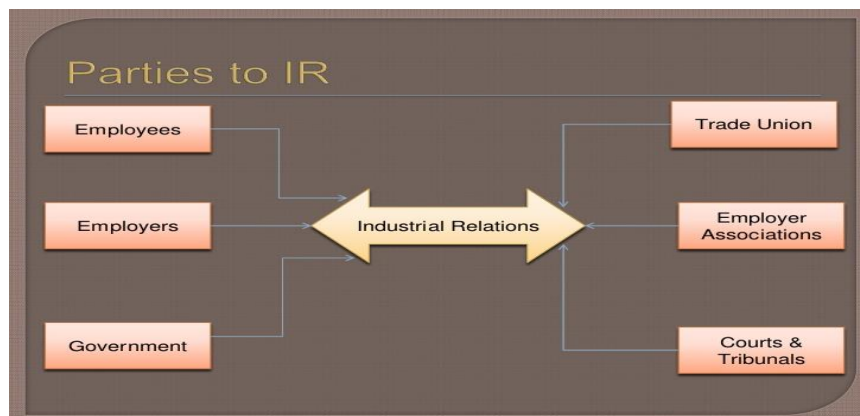 Parties to IR
Employees
Employers
Government
Industrial Relations
Trade Union
Employer
Associations
Courts &
Tribunals